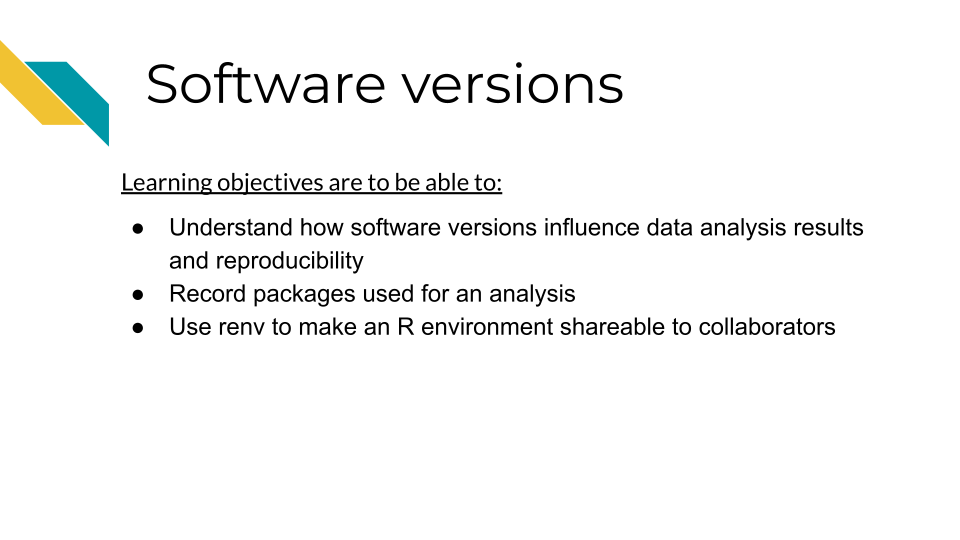 Software versions
Learning objectives are to be able to:
● Understand how software versions influence data analysis results
and reproducibility
● Record packages used for an analysis
● Use renv to make an R environment shareable to collaborators